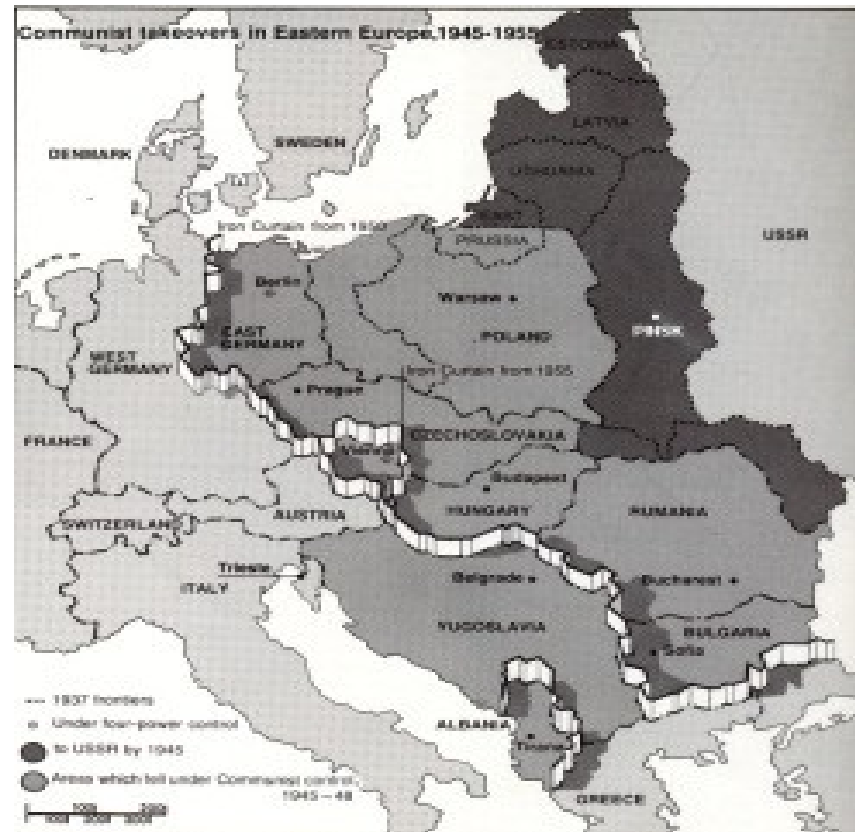 Communist takeovers in Eastern Europe, 1945-1955
ESTONIA
LATVIA
SWEDEN
DENMARK
LITHUANIA
EAST
PRUSSIA
USSR
Iron Curtain from
Berlin
Warsaw
PINSK
EAST
GERMANY
POLAND
WEST
GERMANY
Prague
Iron Curtain from 1955
FRANCE
CZECHOSLOVAKIA
Vienna
Budapest
HUNGARY
RUMANIA
SWITZERLAND
AUSTRIA
Trieste
ITALY
Belgrade
Bucharest
YUGOSLAVIA
BULGARIA
Sofia
1937 frontiers
Under four-power control
ALBANIA
to USSR by 1945
Tirana
Areas which fell under Communist control
1945-48
GREECE